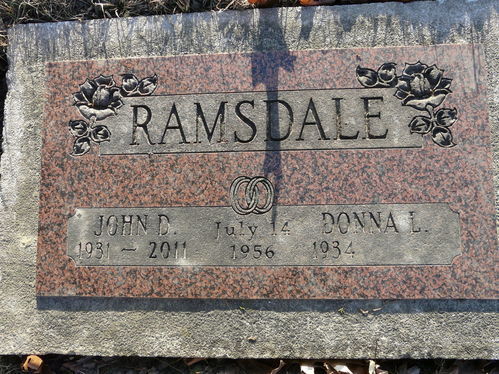 RAMSDALE
JOHN D. July 14 DONNA L.
1931 – 2011 1956 1934